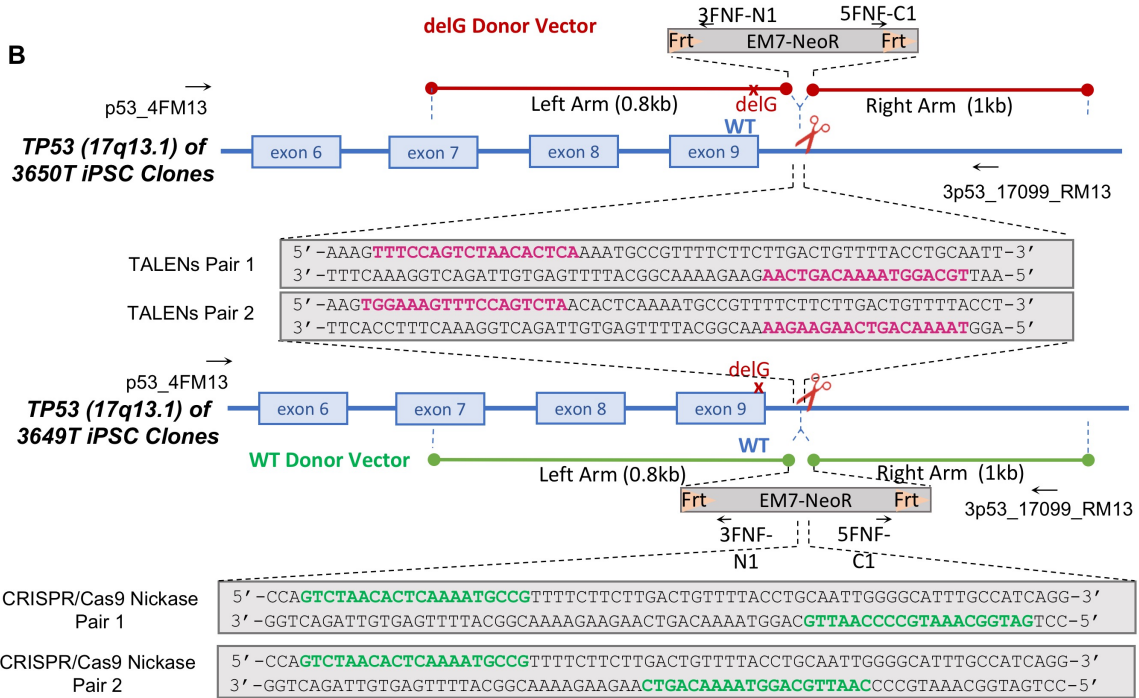 B
delG Donor Vector
3FNF-N1
5FNF-C1
Frt
EM7-NeoR
Frt
p53_4FM13
Left Arm (0.8kb)
x
delG
Right Arm (1kb)
WT
TP53 (17q13.1) of
3650T iPSC Clones
exon 6
exon 7
exon 8
exon 9
3p53_17099_RM13
TALENs Pair 1
5′-AAAGTTTCCAGTCTAACACTCAAAATGCCGTTTTCTTCTTGACTGTTTTACCTGCAATT-3′
3′-TTTCAAAGGTCAGATTGTGAGTTTTACGGCAAAAGAAGAACTGACAAAATGGACGTTAA-5′
TALENs Pair 2
5′-AAGTGGAAAGTTTCCAGTCTAACACTCAAAATGCCGTTTTCTTCTTGACTGTTTTACCT-3′
3′-TTCACCTTTCAAAGGTCAGATTGTGAGTTTTACGGCAAAAGAAGAACTGACAAAATGGA-5′
p53_4FM13
delG
x
TP53 (17q13.1) of
3649T iPSC Clones
exon 6
exon 7
exon 8
exon 9
WT
WT Donor Vector
Left Arm (0.8kb)
Right Arm (1kb)
Frt
EM7-NeoR
Frt
3p53_17099_RM13
3FNF-
N1
5FNF-
C1
CRISPR/Cas9 Nickase
Pair 1
5′-CCAGTCTAACACTCAAAATGCCGTTTTCTTCTTGACTGTTTTACCTGCAATTGGGGCATTTGCCATCAGG-3′
3′-GGTCAGATTGTGAGTTTTACGGCAAAAGAAGAACTGACAAAATGGACGTTAACCCCGTAAACGGTAGTCC-5′
CRISPR/Cas9 Nickase
Pair 2
5′-CCAGTCTAACACTCAAAATGCCGTTTTCTTCTTGACTGTTTTACCTGCAATTGGGGCATTTGCCATCAGG-3′
3′-GGTCAGATTGTGAGTTTTACGGCAAAAGAAGAACTGACAAAATGGACGTTAACCCCGTAAACGGTAGTCC-5′